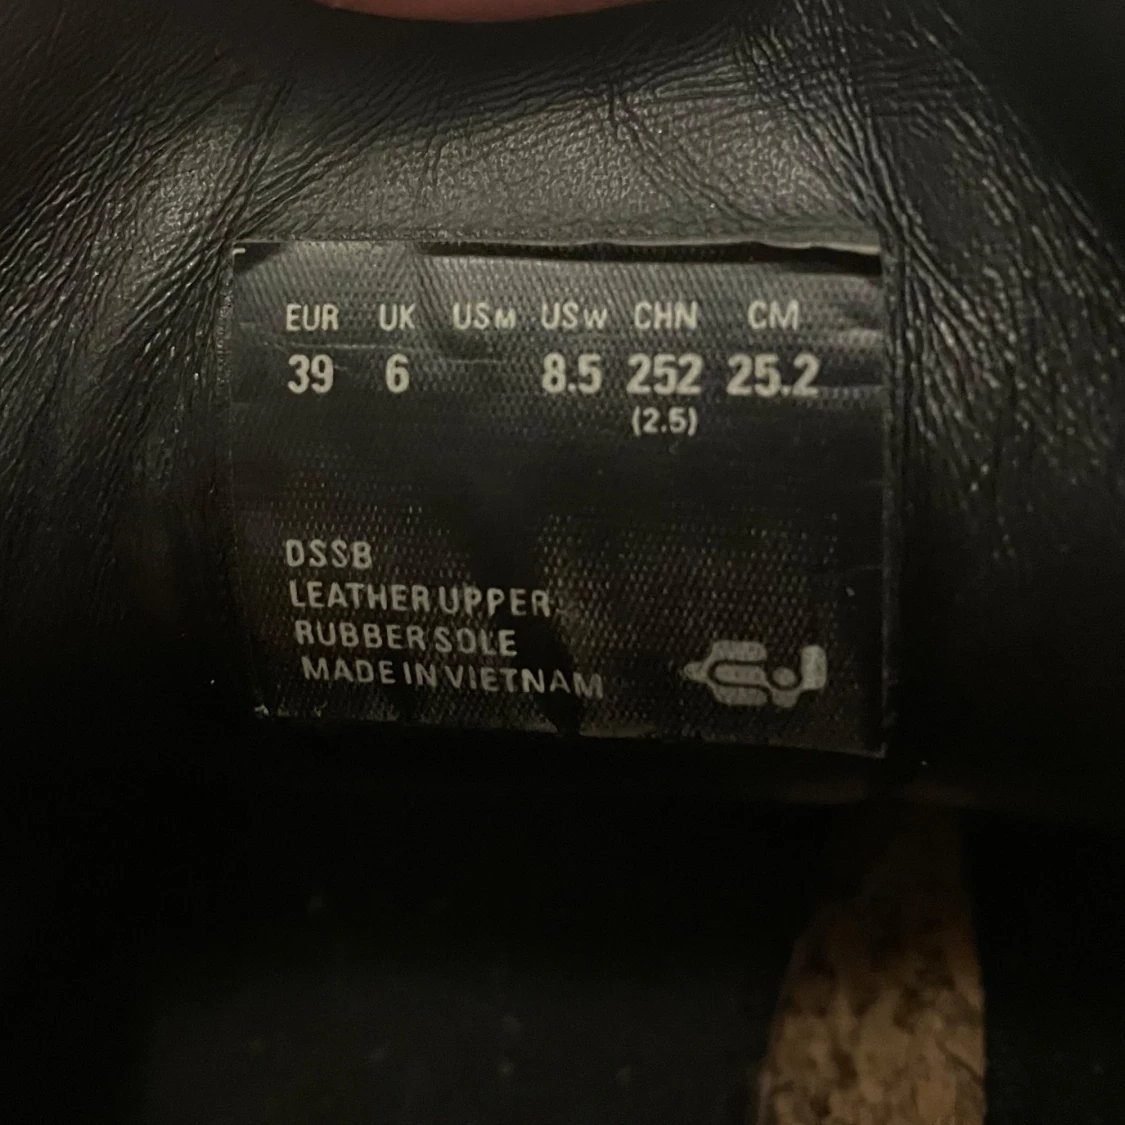 EUR UK USM USW CHN CM
39 6 8.5 252 25.2
(2.5)
DSSB
LEATHER UPPER
RUBBER SOLE
MADE IN VIETNAM